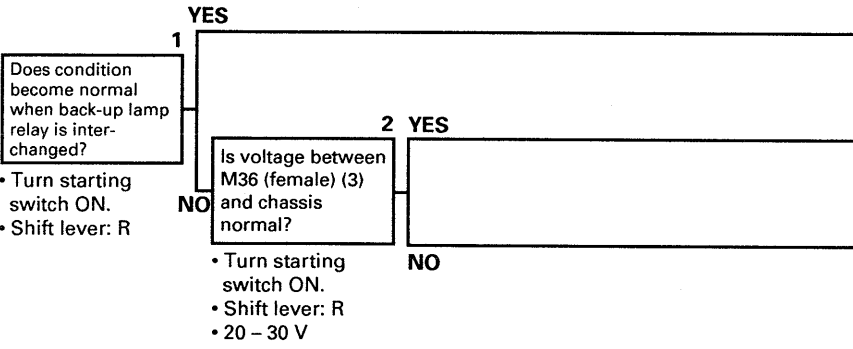 YES
1
Does condition
become normal
when back-up lamp
relay is inter-
changed?
• Turn starting
switch ON.
• Shift lever: R
NO
2 YES
Is voltage between
M36 (female) (3)
and chassis
normal?
NO
• Turn starting
switch ON.
• Shift lever: R
• 20 – 30 V